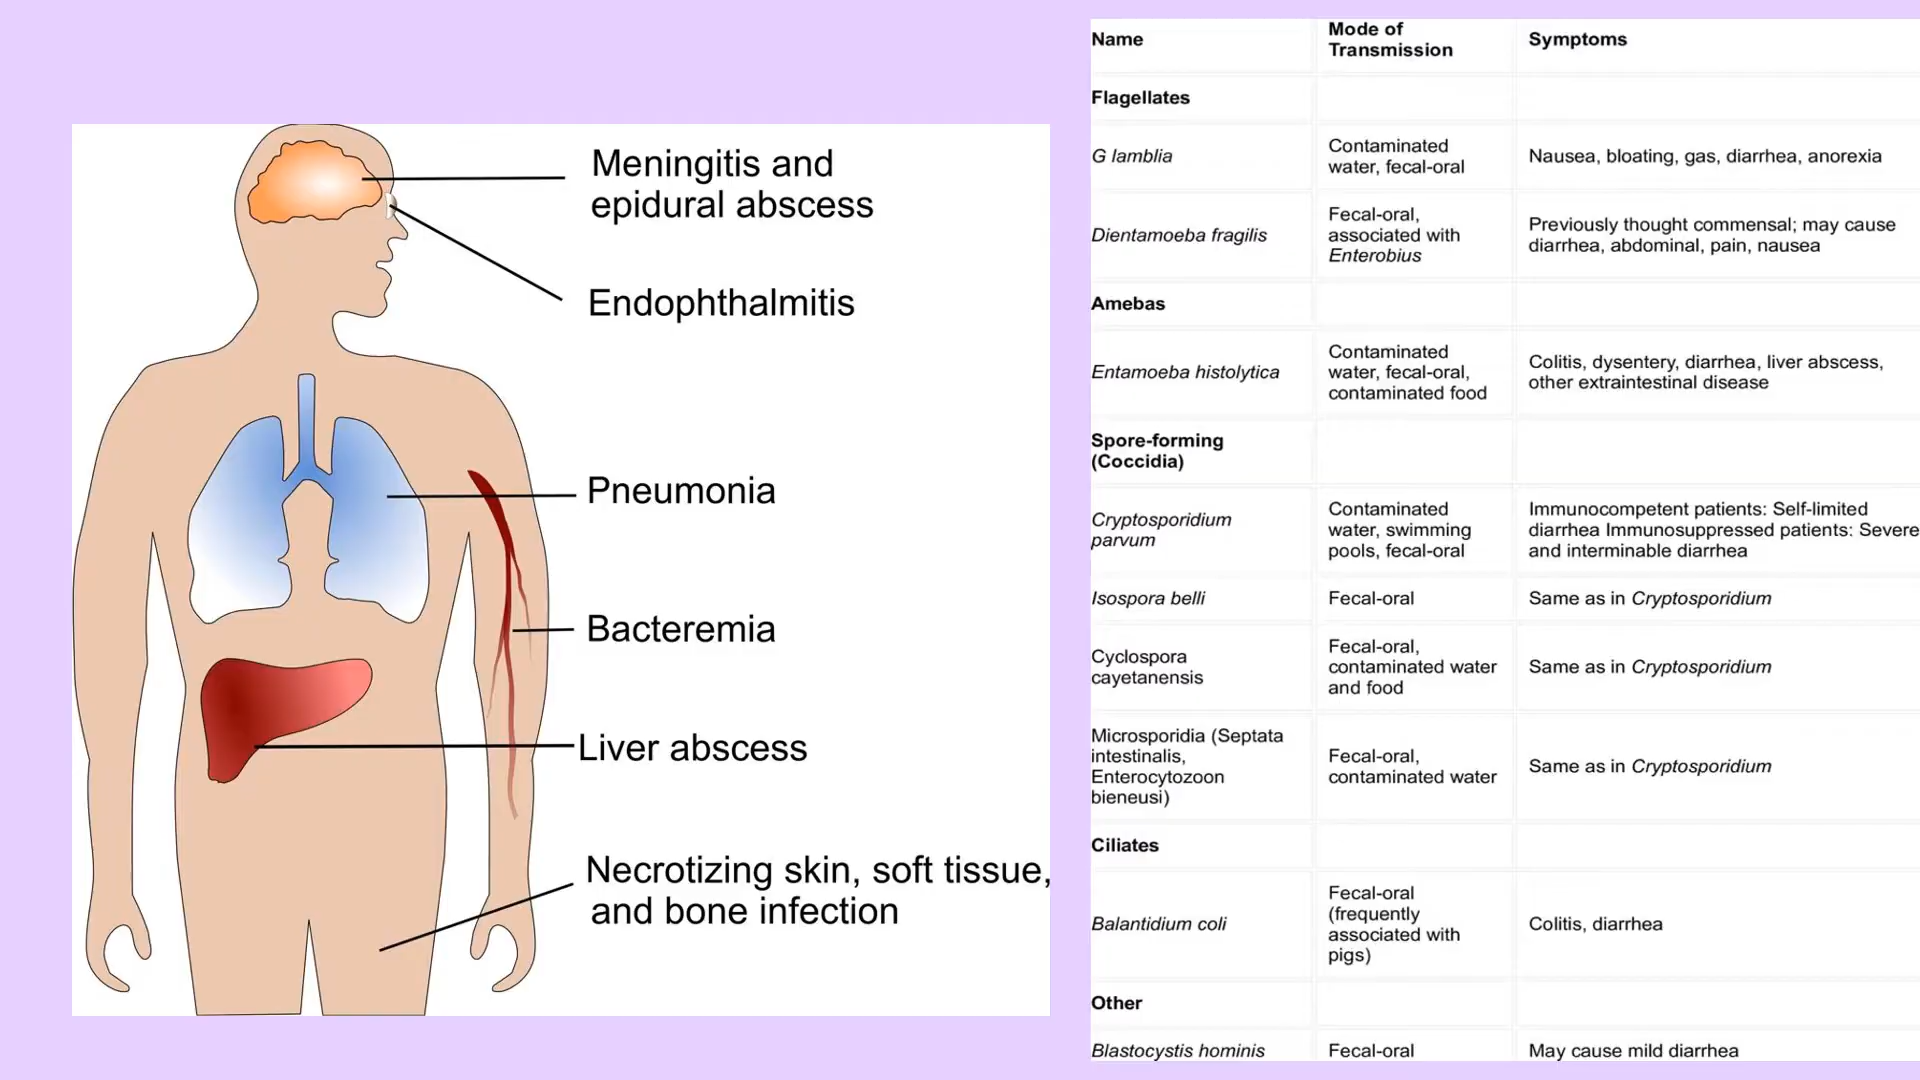 Meningitis and
epidural abscess
Endophthalmitis
Pneumonia
Bacteremia
Liver abscess
Necrotizing skin, soft tissue,
and bone infection
Name
Mode of
Transmission
Symptoms
Flagellates
G lamblia
Contaminated
water, fecal-oral
Nausea, bloating, gas, diarrhea, anorexia
Dientamoeba fragilis
Fecal-oral,
associated with
Enterobius
Previously thought commensal; may cause
diarrhea, abdominal, pain, nausea
Amebas
Entamoeba histolytica
Contaminated
water, fecal-oral,
contaminated food
Colitis, dysentery, diarrhea, liver abscess,
other extraintestinal disease
Spore-forming
(Coccidia)
Cryptosporidium
parvum
Contaminated
water, swimming
pools, fecal-oral
Immunocompetent patients: Self-limited
diarrhea Immunosuppressed patients: Severe
and interminable diarrhea
Isospora belli
Fecal-oral
Same as in Cryptosporidium
Cyclospora
cayetanensis
Fecal-oral,
contaminated water
and food
Same as in Cryptosporidium
Microsporidia (Septata
intestinalis,
Enterocytozoon
bieneusi)
Fecal-oral,
contaminated water
Same as in Cryptosporidium
Ciliates
Balantidium coli
Fecal-oral
(frequently
associated with
pigs)
Colitis, diarrhea
Other
Blastocystis hominis
Fecal-oral
May cause mild diarrhea